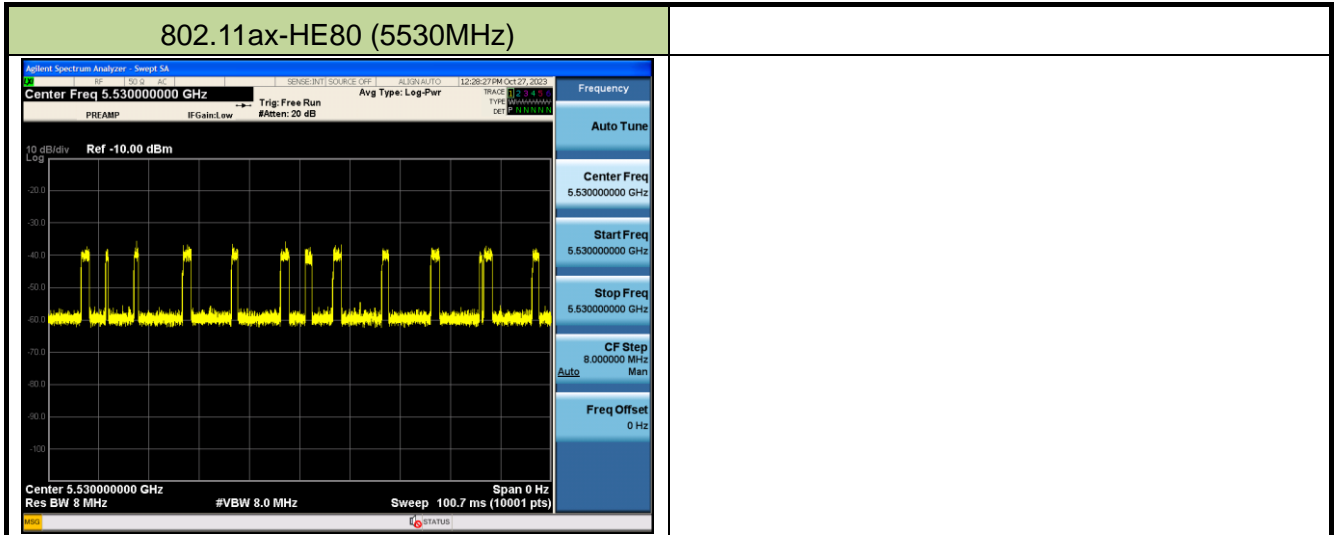 802.11ax-HE80 (5530MHz)
Agilent Spectrum Analyzer - Swept SA
RF 50 Ω AC SENSE:INT SOURCE OFF ALIGN AUTO 12:28:27 PM Oct 27, 2023
Center Freq 5.530000000 GHz Avg Type: Log-Pwr TRACE 1 2 3 4 5 6
Trig: Free Run TYPE
PREAMP IFGain:Low #Atten: 20 dB DET P N N N N N
Frequency
Auto Tune
10 dB/div Ref -10.00 dBm
Log
Center Freq
5.530000000 GHz
-20.0
-30.0
Start Freq
5.530000000 GHz
-40.0
-50.0
Stop Freq
5.530000000 GHz
-60.0
-70.0
CF Step
8.000000 MHz
Auto Man
-80.0
-90.0
Freq Offset
0 Hz
-100
Center 5.530000000 GHz Span 0 Hz
Res BW 8 MHz #VBW 8.0 MHz Sweep 100.7 ms (10001 pts)
MSG STATUS